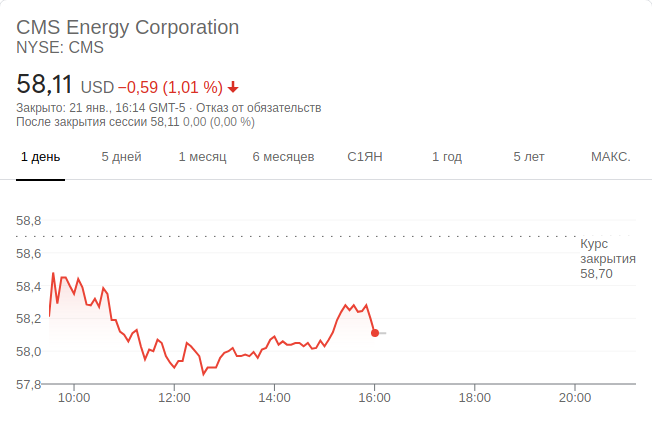 CMS Energy Corporation
NYSE: CMS
58,11 USD −0,59 (1,01 %)
Закрыто: 21 янв., 16:14 GMT-5 · Отказ от обязательств
После закрытия сессии 58,11 0,00 (0,00 %)
1 день 5 дней 1 месяц 6 месяцев С1ЯН 1 год 5 лет МАКС.
58,8
Курс
закрытия
58,70
58,6
58,4
58,2
58,0
57,8
10:00 12:00 14:00 16:00 18:00 20:00